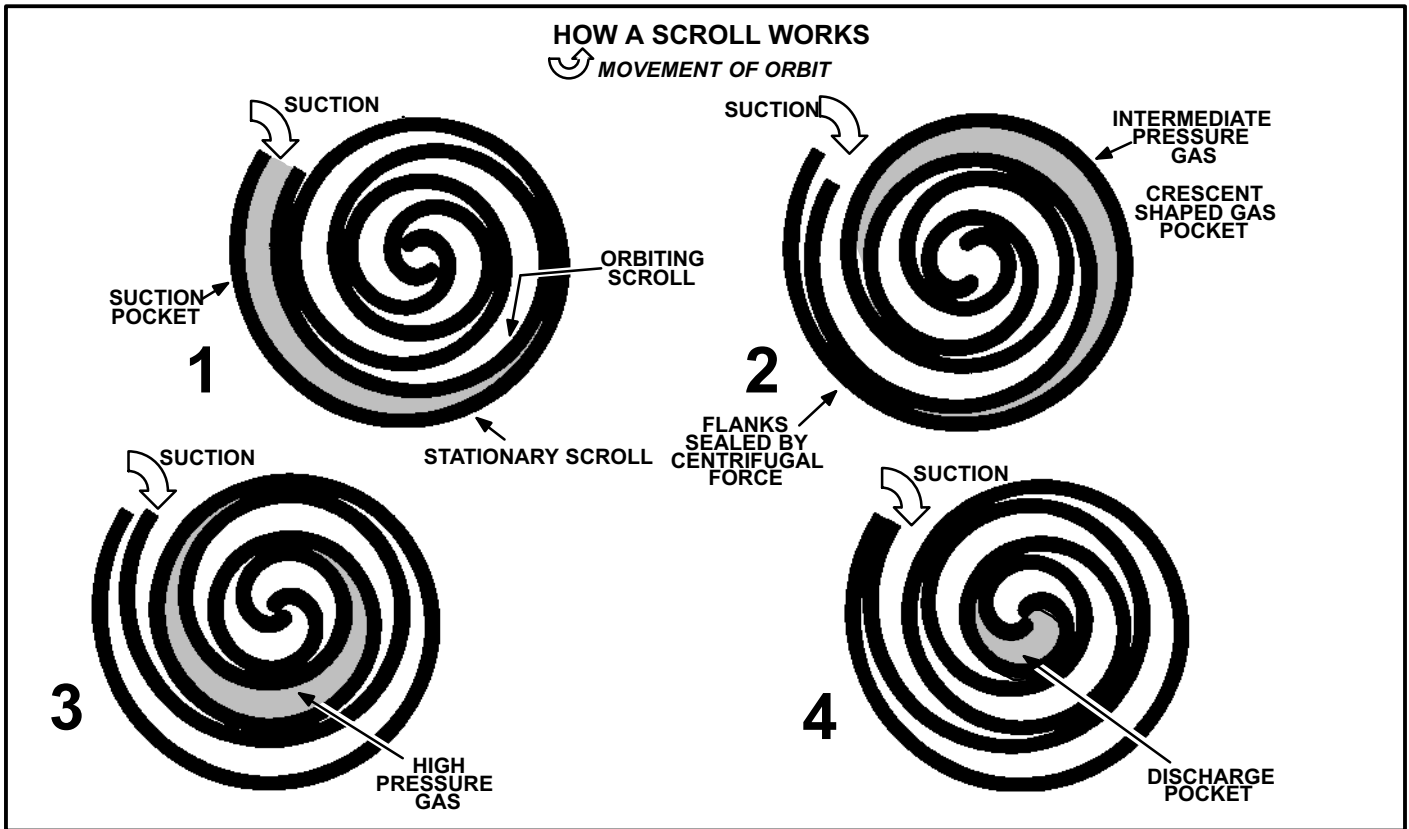 HOW A SCROLL WORKS
MOVEMENT OF ORBIT
SUCTION
SUCTION
POCKET
1
ORBITING
SCROLL
STATIONARY SCROLL
SUCTION
INTERMEDIATE
PRESSURE
GAS
CRESCENT
SHAPED GAS
POCKET
2
FLANKS
SEALED BY
CENTRIFUGAL
FORCE
SUCTION
3
HIGH
PRESSURE
GAS
SUCTION
4
DISCHARGE
POCKET